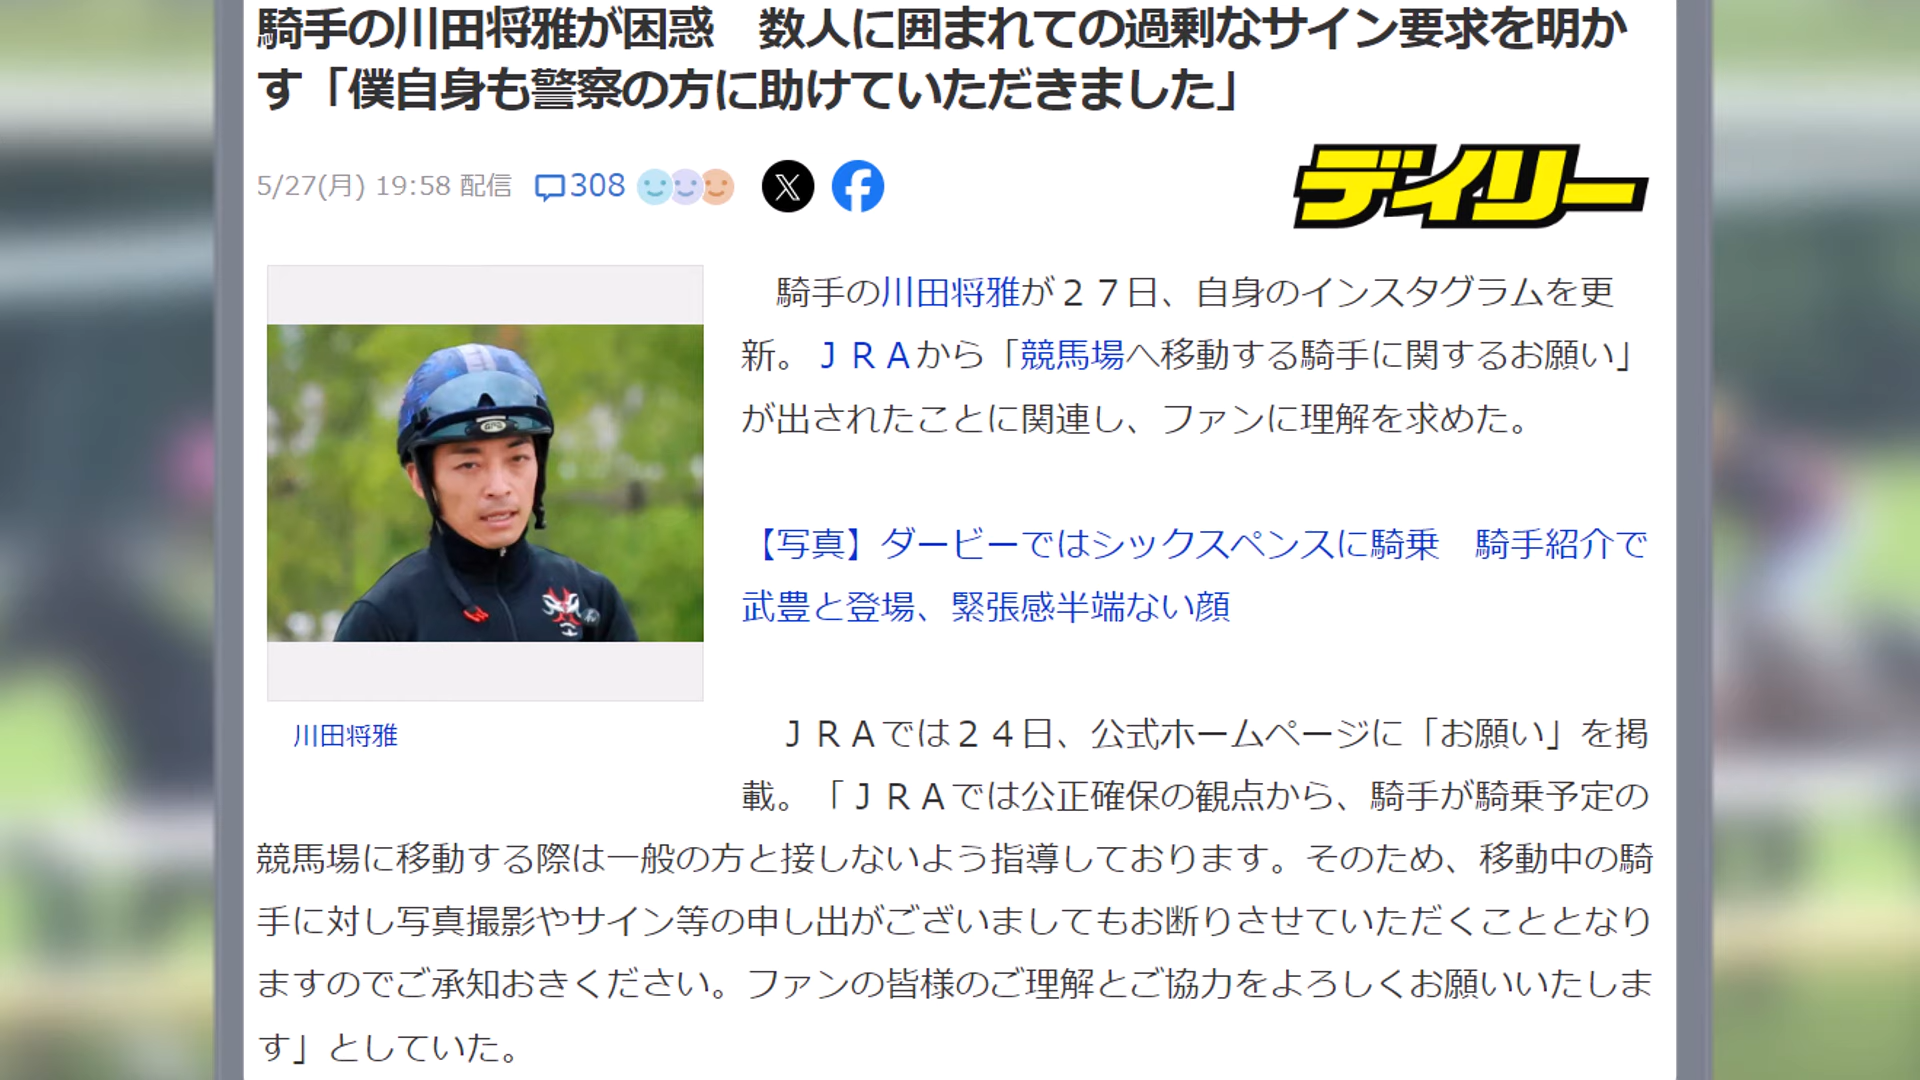 騎手の川田将雅が困惑　数人に囲まれての過剰なサイン要求を明か
す「僕自身も警察の方に助けていただきました」
5/27(月) 19:58 配信 308
デイリー
騎手の川田将雅が２７日、自身のインスタグラムを更
新。ＪＲＡから「競馬場へ移動する騎手に関するお願い」
が出されたことに関連し、ファンに理解を求めた。
【写真】ダービーではシックスペンスに騎乗　騎手紹介で
武豊と登場、緊張感半端ない顔
川田将雅
ＪＲＡでは２４日、公式ホームページに「お願い」を掲
載。「ＪＲＡでは公正確保の観点から、騎手が騎乗予定の
競馬場に移動する際は一般の方と接しないよう指導しております。そのため、移動中の騎
手に対し写真撮影やサイン等の申し出がございましてもお断りさせていただくこととなり
ますのでご承知おきください。ファンの皆様のご理解とご協力をよろしくお願いいたしま
す」としていた。